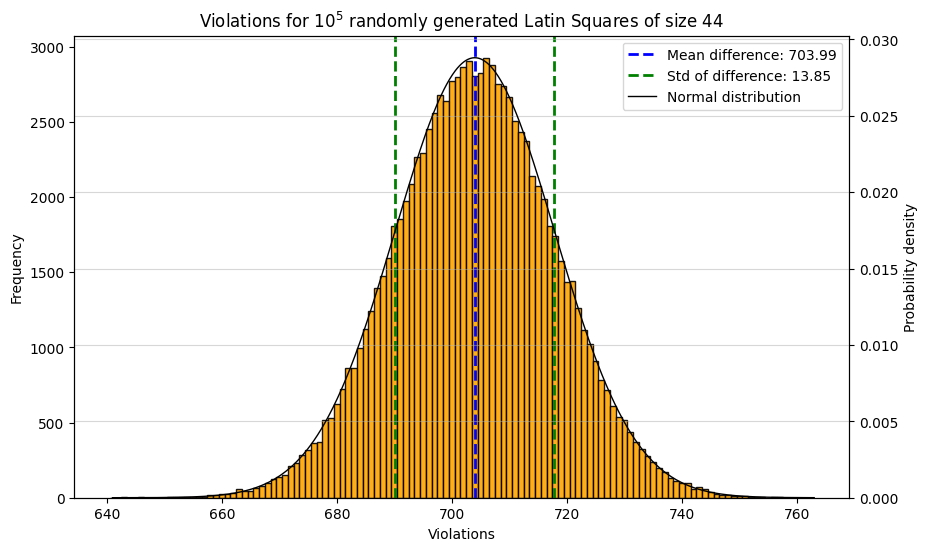 Violations for 10⁵ randomly generated Latin Squares of size 44
Mean difference: 703.99
Std of difference: 13.85
Normal distribution
Frequency
3000
2500
2000
1500
1000
500
0
0.030
0.025
0.020
0.015
0.010
0.005
0.000
Probability density
640 660 680 700 720 740 760
Violations